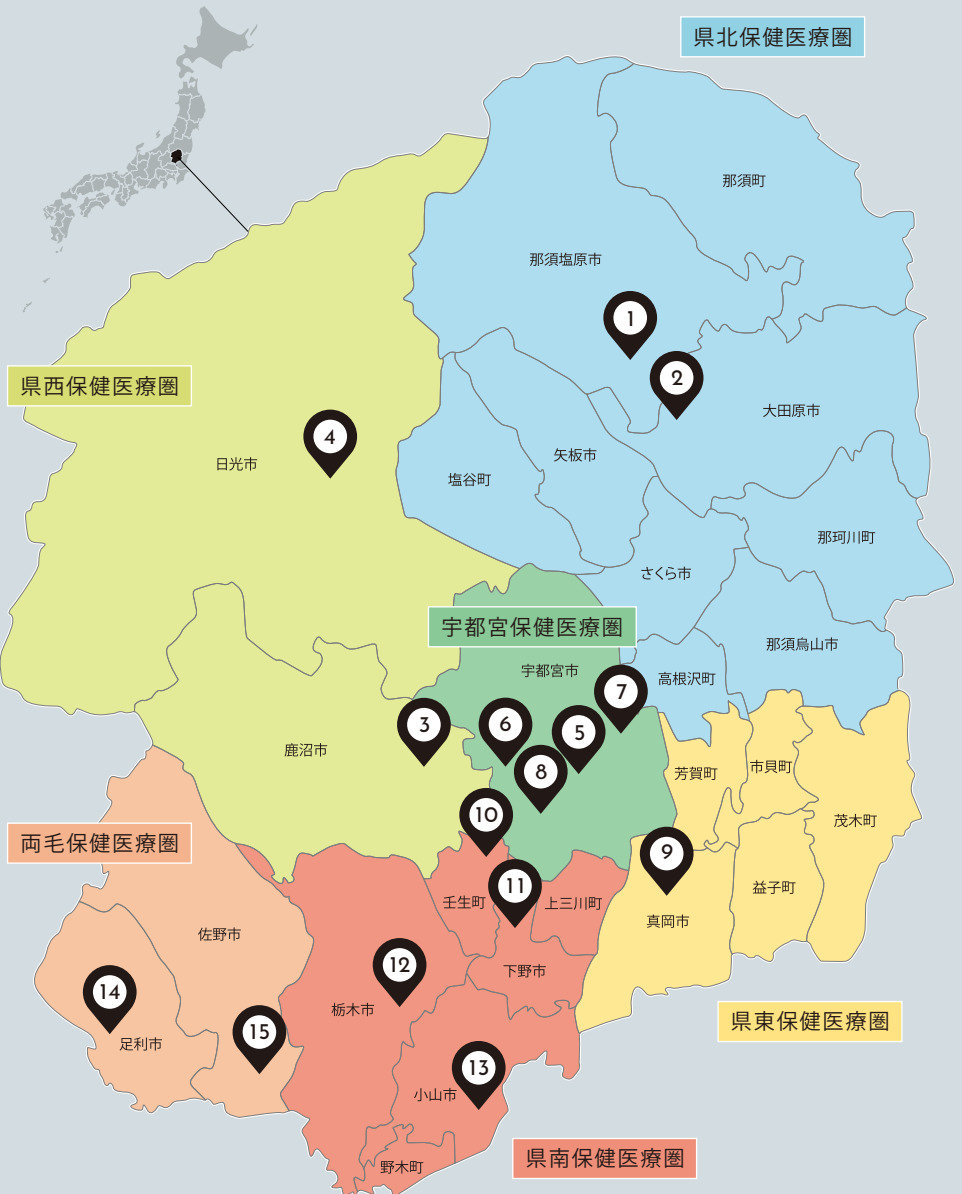 県北保健医療圏
那須町
那須塩原市
1
2
大田原市
県西保健医療圏
4
日光市
矢板市
塩谷町
那珂川町
さくら市
宇都宮保健医療圏
那須烏山市
宇都宮市
高根沢町
7
3
6
5
鹿沼市
8
芳賀町
市貝町
10
茂木町
両毛保健医療圏
9
11
益子町
壬生町
上三川町
真岡市
佐野市
12
下野市
14
栃木市
県東保健医療圏
15
足利市
13
小山市
県南保健医療圏
野木町